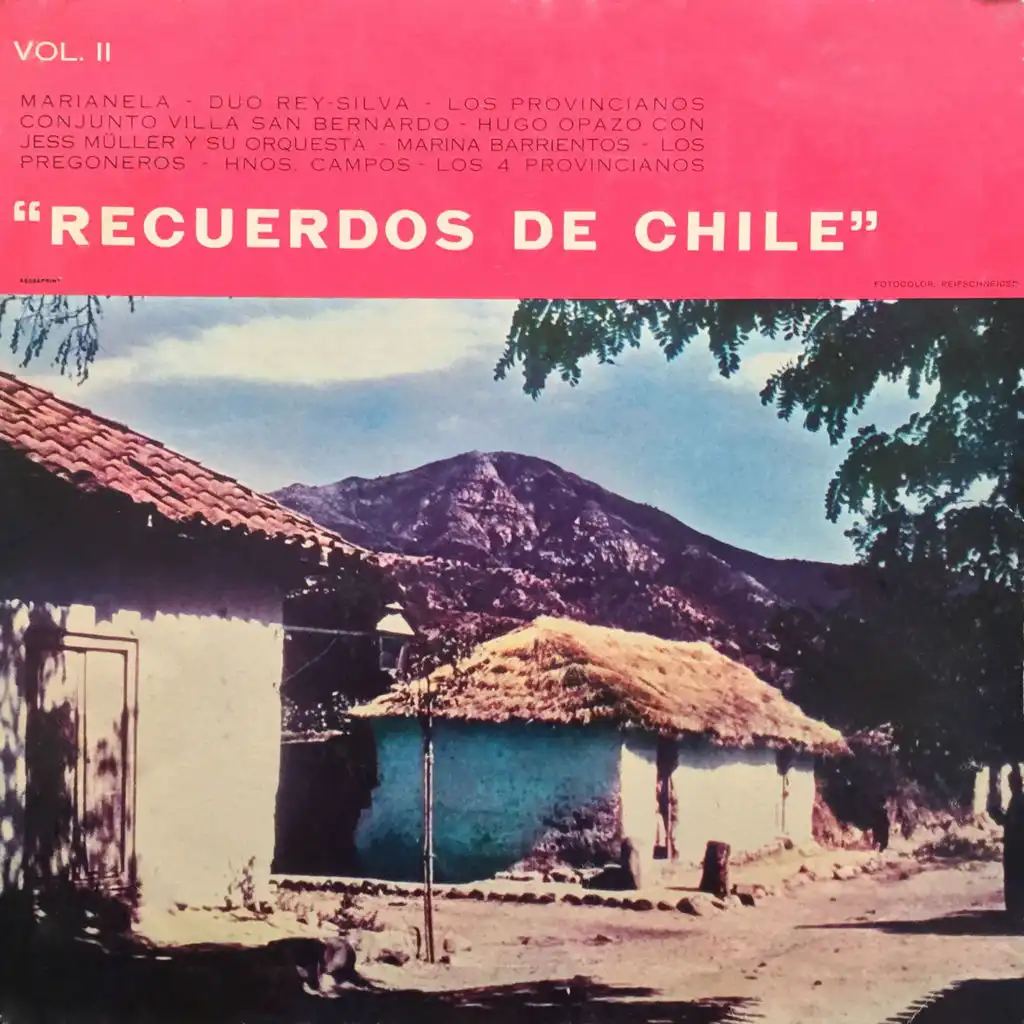 VOL. II
MARIANELA - DUO REY-SILVA - LOS PROVINCIANOS
CONJUNTO VILLA SAN BERNARDO - HUGO OPAZO CON
JESS MÜLLER Y SU ORQUESTA - MARINA BARRIENTOS - LOS
PREGONEROS - HNOS. CAMPOS - LOS 4 PROVINCIANOS
“RECUERDOS DE CHILE”
FOTOCOLOR. REIFSCHNEIDER